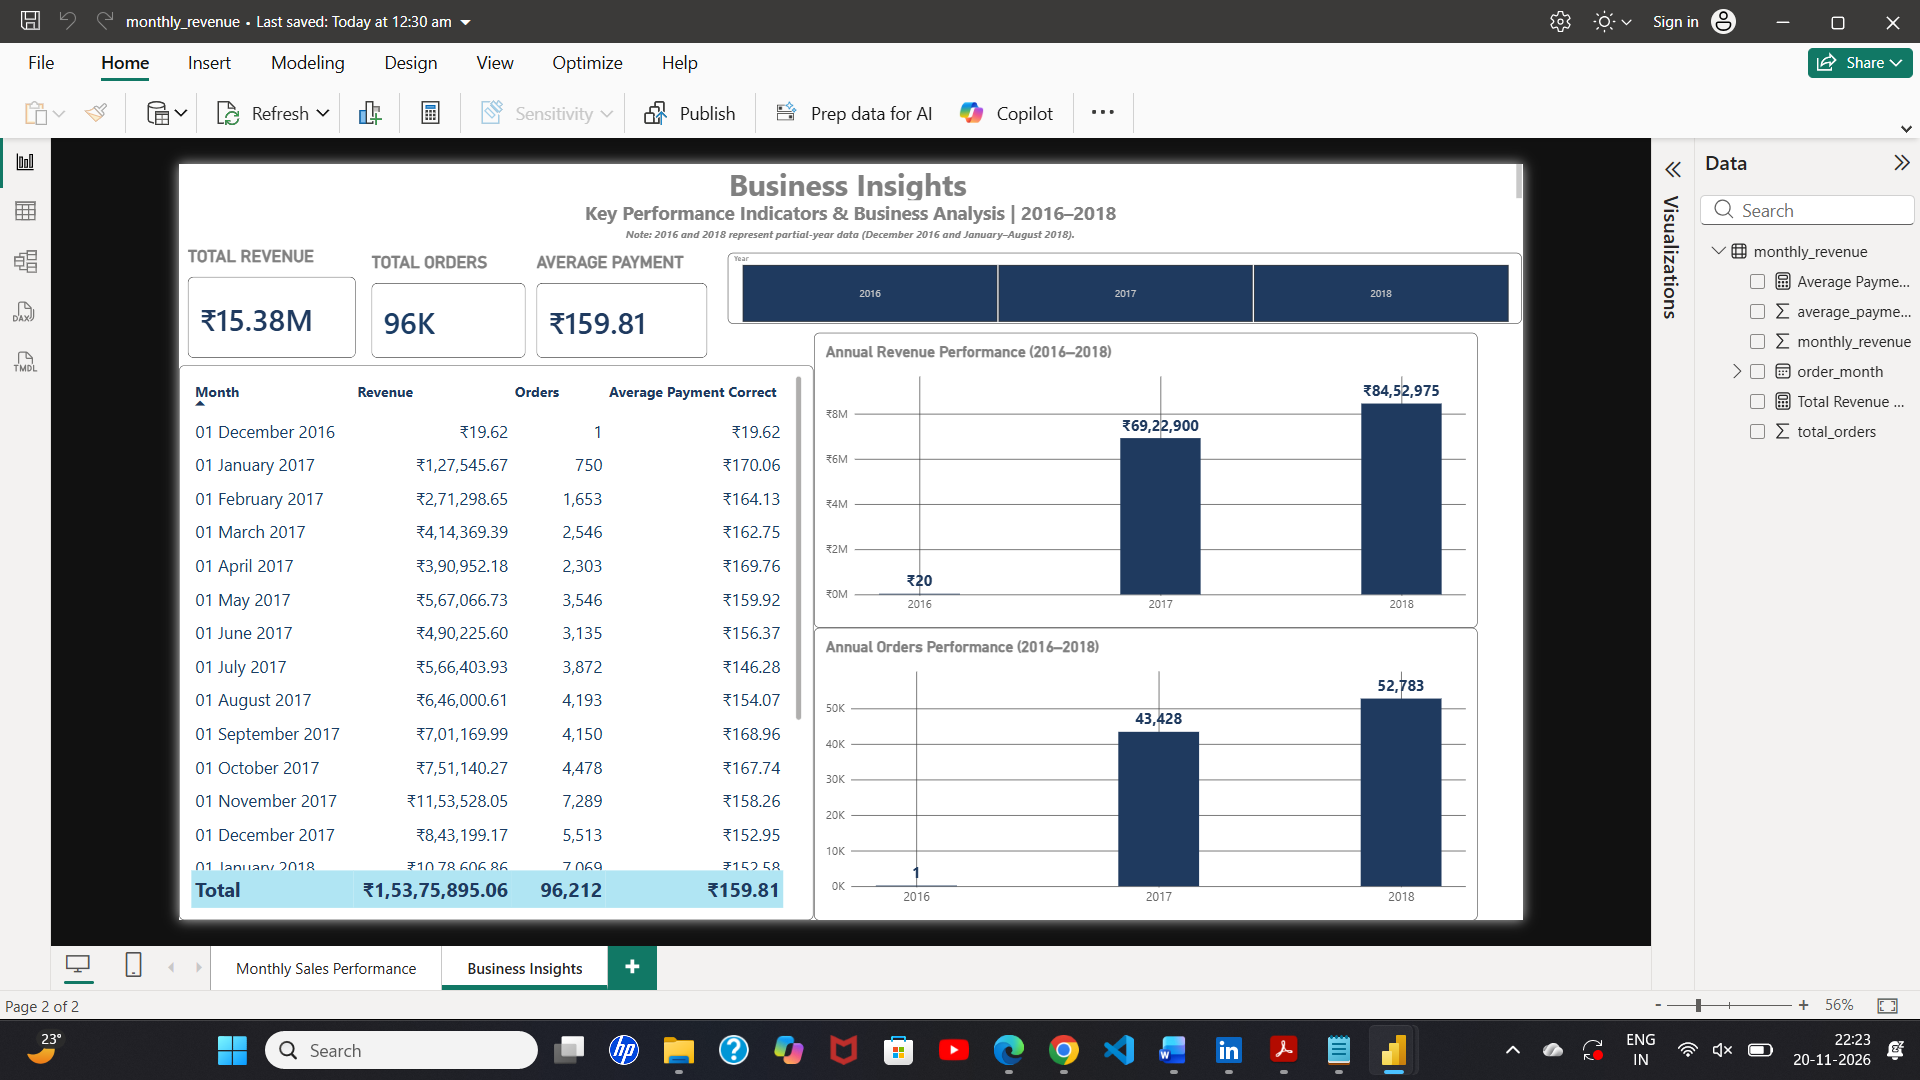 monthly_revenue • Last saved: Today at 12:30 am
Sign in
File Home Insert Modeling Design View Optimize Help
Share
Refresh Sensitivity Publish Prep data for AI Copilot
Business Insights
Key Performance Indicators & Business Analysis | 2016–2018
Note: 2016 and 2018 represent partial-year data (December 2016 and January–August 2018).
TOTAL REVENUE
₹15.38M
TOTAL ORDERS
96K
AVERAGE PAYMENT
₹159.81
Year
2016 2017 2018
Month Revenue Orders Average Payment Correct
01 December 2016 ₹19.62 1 ₹19.62
01 January 2017 ₹1,27,545.67 750 ₹170.06
01 February 2017 ₹2,71,298.65 1,653 ₹164.13
01 March 2017 ₹4,14,369.39 2,546 ₹162.75
01 April 2017 ₹3,90,952.18 2,303 ₹169.76
01 May 2017 ₹5,67,066.73 3,546 ₹159.92
01 June 2017 ₹4,90,225.60 3,135 ₹156.37
01 July 2017 ₹5,66,403.93 3,872 ₹146.28
01 August 2017 ₹6,46,000.61 4,193 ₹154.07
01 September 2017 ₹7,01,169.99 4,150 ₹168.96
01 October 2017 ₹7,51,140.27 4,478 ₹167.74
01 November 2017 ₹11,53,528.05 7,289 ₹158.26
01 December 2017 ₹8,43,199.17 5,513 ₹152.95
01 January 2018 ₹10,78,606.86 7,069 ₹152.58
Total ₹1,53,75,895.06 96,212 ₹159.81
Annual Revenue Performance (2016–2018)
₹8M
₹6M
₹4M
₹2M
₹0M
₹20
₹69,22,900
₹84,52,975
2016 2017 2018
Annual Orders Performance (2016–2018)
50K
40K
30K
20K
10K
0K
1
43,428
52,783
2016 2017 2018
Visualizations
Data
Search
monthly_revenue
Average Payme...
average_payme...
monthly_revenue
order_month
Total Revenue ...
total_orders
DAX
TMDL
Monthly Sales Performance
Business Insights
Page 2 of 2
- + 56%
23°
Search
hp
in
ENG
IN
22:23
20-11-2026